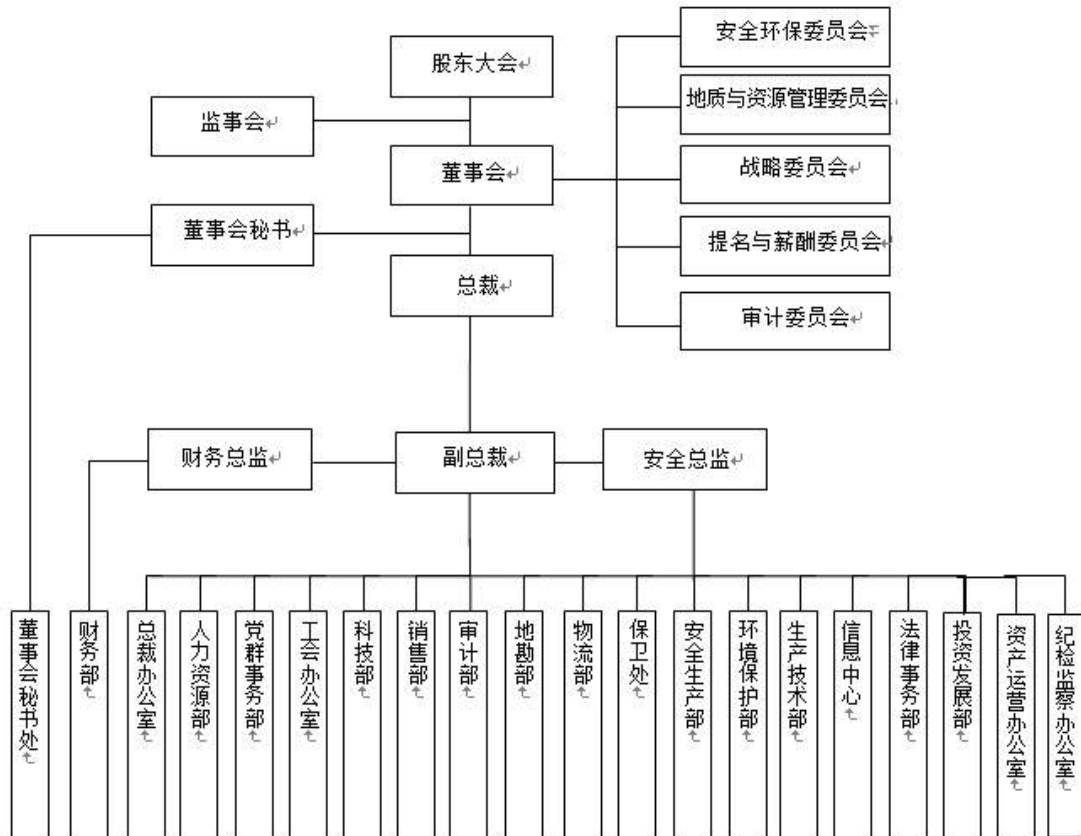 安全环保委员会
股东大会
地质与资源管理委员会
监事会
董事会
战略委员会
董事会秘书
提名与薪酬委员会
总裁
审计委员会
财务总监
副总裁
安全总监
董事会秘书处
财务部
总裁办公室
人力资源部
党群事务部
工会办公室
科技部
销售部
审计部
地勘部
物流部
保卫处
安全生产部
环境保护部
生产技术部
信息中心
法律事务部
投资发展部
资产运营办公室
纪检监察办公室